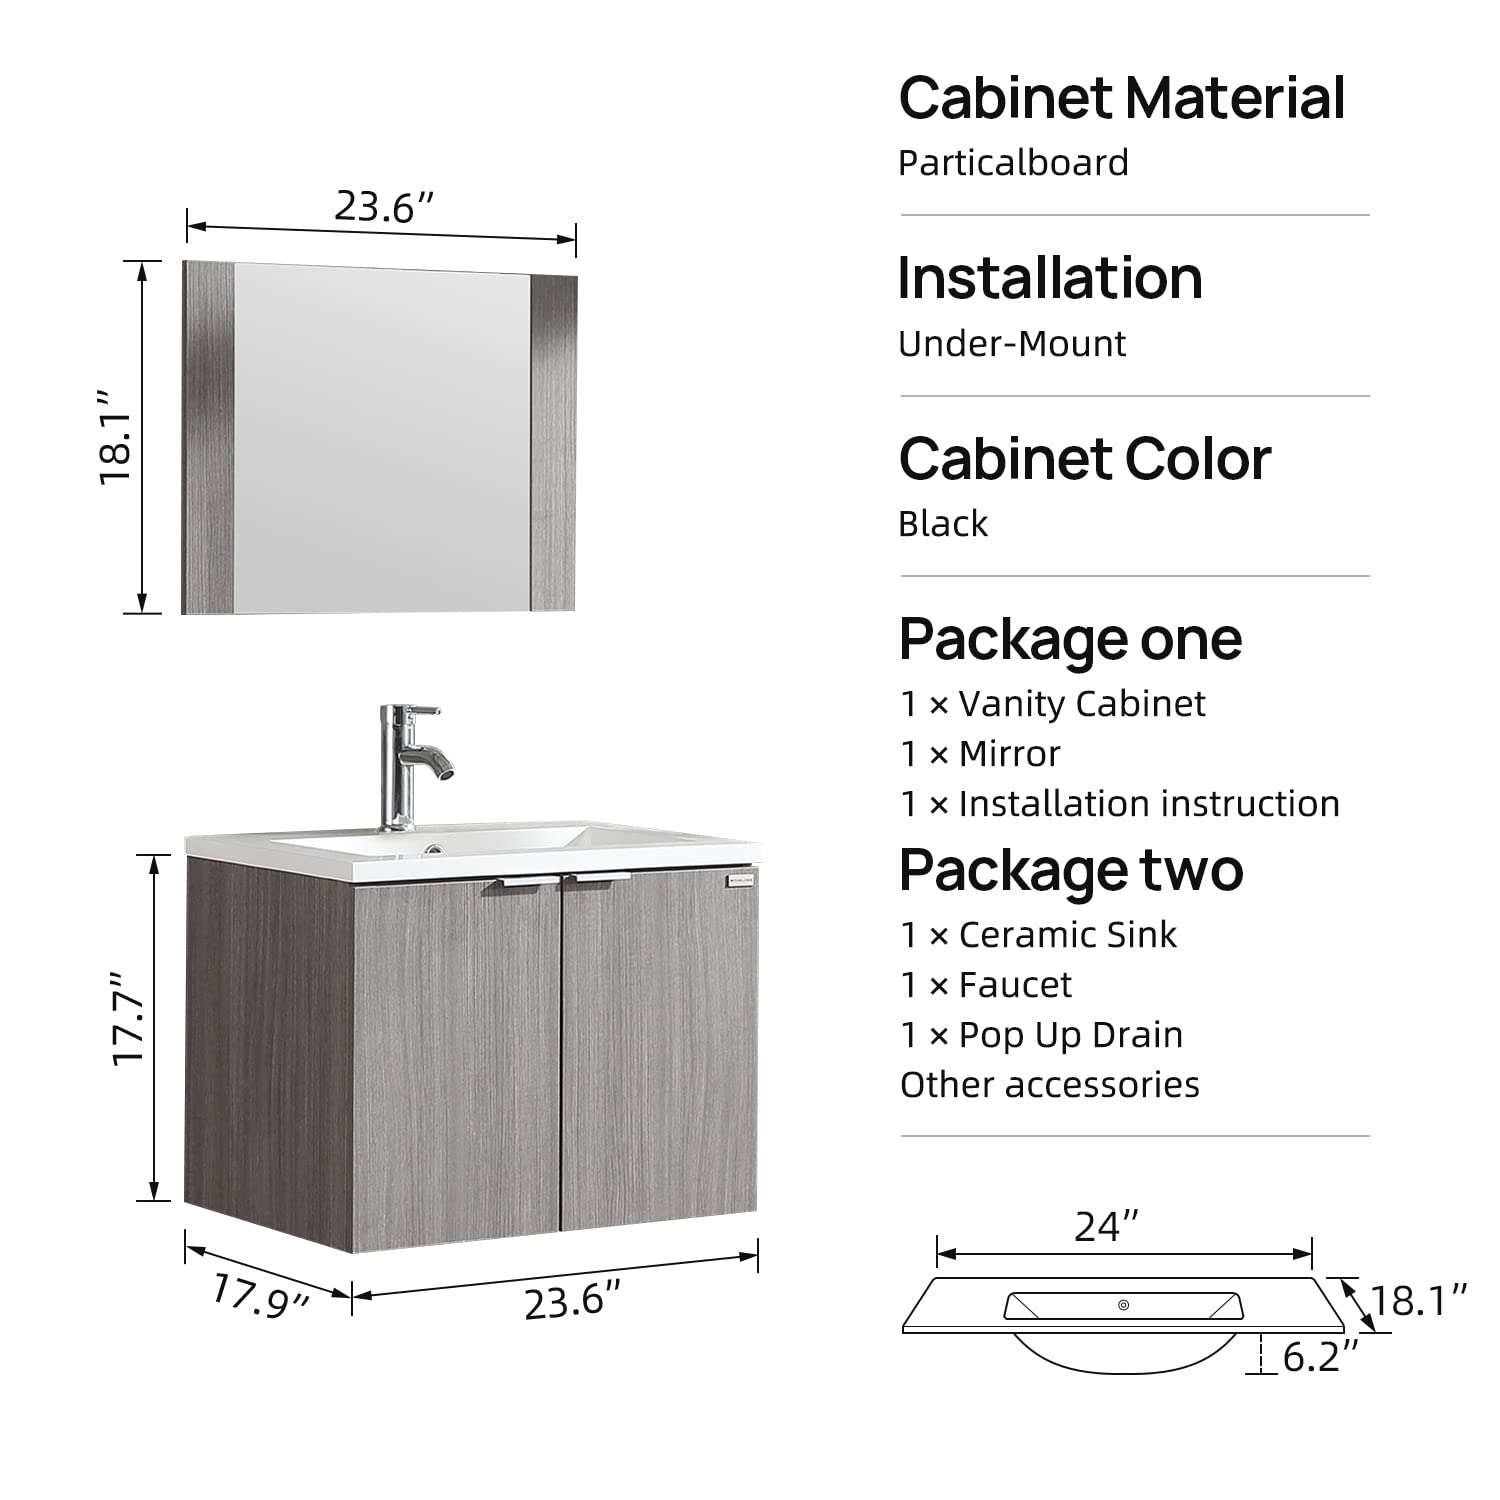 23.6”
18.1”
17.7”
17.9”
23.6”
Cabinet Material
Particalboard
Installation
Under-Mount
Cabinet Color
Black
Package one
1 × Vanity Cabinet
1 × Mirror
1 × Installation instruction
Package two
1 × Ceramic Sink
1 × Faucet
1 × Pop Up Drain
Other accessories
24”
18.1”
6.2”